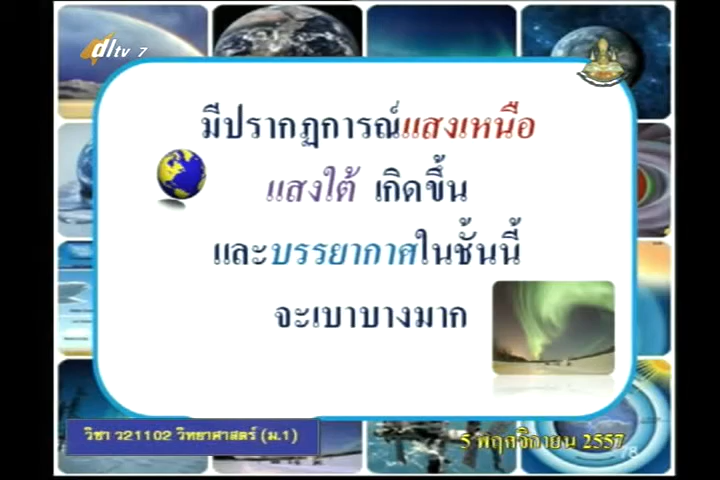 dltv 7
มีปรากฏการณ์แสงเหนือ
แสงใต้ เกิดขึ้น
และบรรยากาศในชั้นนี้
จะเบาบางมาก
วิชา ว21102 วิทยาศาสตร์ (ม.1)
5 พฤศจิกายน 2557